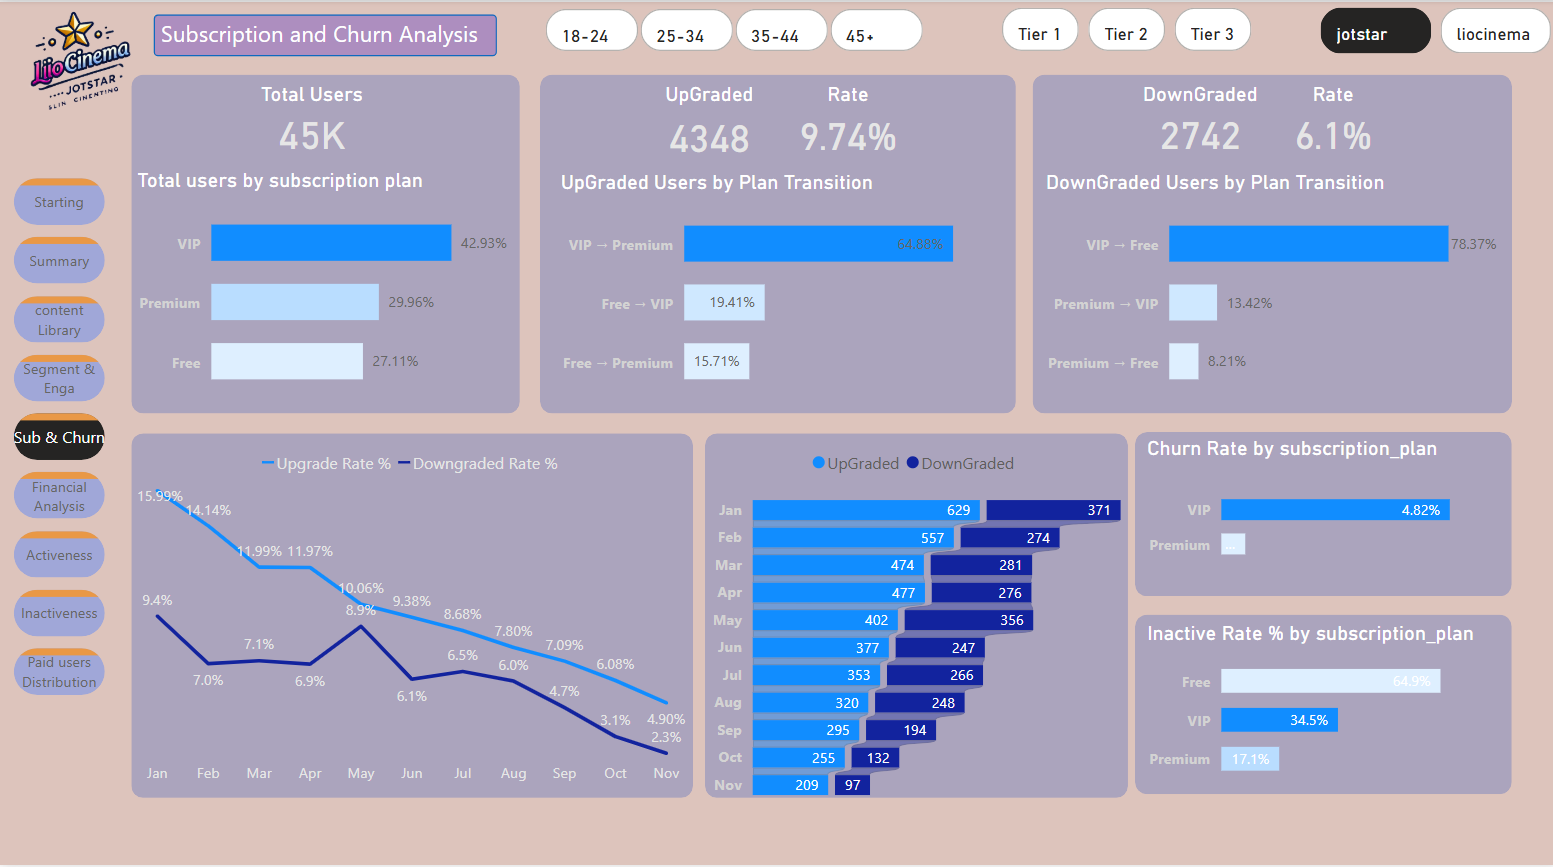 LiioCinema
JOTSTAR
Subscription and Churn Analysis
18-24
25-34
35-44
45+
Tier 1
Tier 2
Tier 3
jotstar
liocinema
Starting
Summary
content
Library
Segment &
Enga
Sub & Churn
Financial
Analysis
Activeness
Inactiveness
Paid users
Distribution
Total Users
45K
Total users by subscription plan
VIP 42.93%
Premium 29.96%
Free 27.11%
UpGraded Rate
4348 9.74%
UpGraded Users by Plan Transition
VIP → Premium 64.88%
Free → VIP 19.41%
Free → Premium 15.71%
DownGraded Rate
2742 6.1%
DownGraded Users by Plan Transition
VIP → Free 78.37%
Premium → VIP 13.42%
Premium → Free 8.21%
Upgrade Rate % Downgraded Rate %
15.99% 14.14% 11.99% 11.97% 10.06% 9.38% 8.68% 7.80% 7.09% 6.08% 4.90%
9.4% 7.0% 7.1% 6.9% 8.9% 6.1% 6.5% 6.0% 4.7% 3.1% 2.3%
Jan Feb Mar Apr May Jun Jul Aug Sep Oct Nov
UpGraded DownGraded
Jan 629 371
Feb 557 274
Mar 474 281
Apr 477 276
May 402 356
Jun 377 247
Jul 353 266
Aug 320 248
Sep 295 194
Oct 255 132
Nov 209 97
Churn Rate by subscription_plan
VIP 4.82%
Premium ...
Inactive Rate % by subscription_plan
Free 64.9%
VIP 34.5%
Premium 17.1%